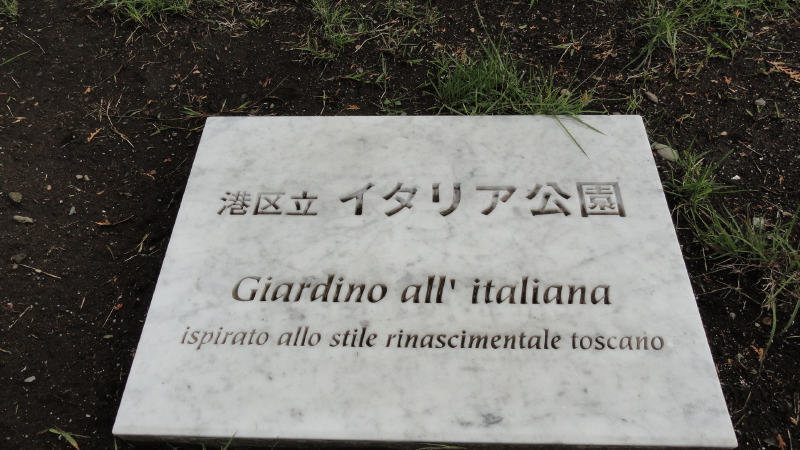 港区立 イタリア公園
Giardino all' italiana
ispirato allo stile rinascimentale toscano